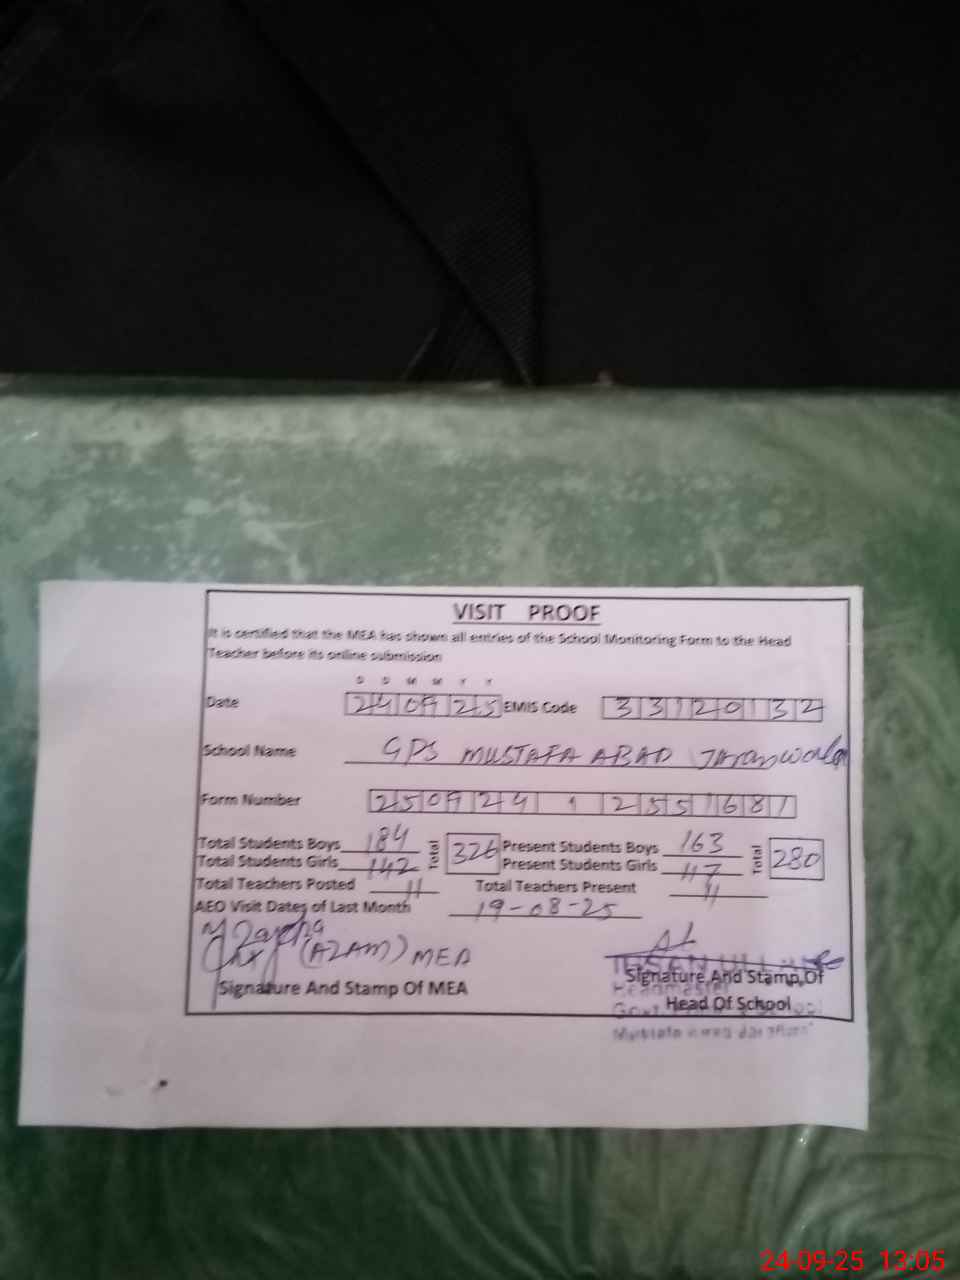 VISIT PROOF
It is certified that the MEA has shown all entries of the School Monitoring Form to the Head
Teacher before its online submission
D D M M Y Y
Date 240925 EMIS Code 33120132
School Name GPS MUSTAFA ABAD Jaranwala
Form Number 250924 1 2551681
Total Students Boys 184 Total 326 Present Students Boys 163 Total 280
Total Students Girls 142 Present Students Girls 117
Total Teachers Posted 11 Total Teachers Present 11
AEO Visit Dates of Last Month 19-08-25
(AZAM) MEA
Signature And Stamp Of MEA
Signature And Stamp Of
Headmaster
Head Of School
24-09-25 13:05